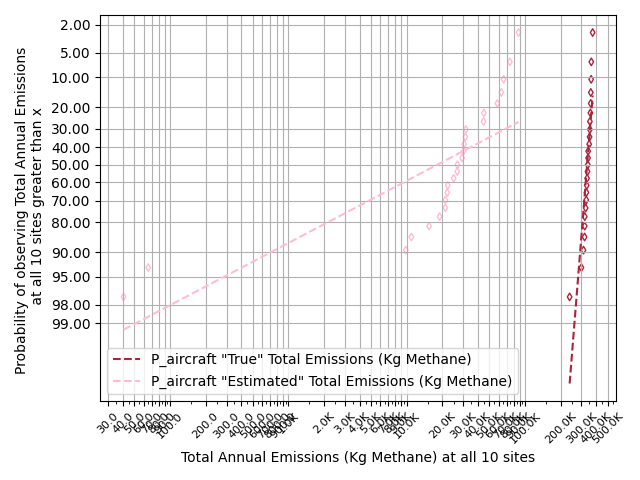 Probability of observing Total Annual Emissions
at all 10 sites greater than x
2.00
5.00
10.00
20.00
30.00
40.00
50.00
60.00
70.00
80.00
90.00
95.00
98.00
99.00
P_aircraft "True" Total Emissions (Kg Methane)
P_aircraft "Estimated" Total Emissions (Kg Methane)
30.0 40.0 50.0 100.0 200.0 300.0 400.0 2.0K 3.0K 4.0K 5.0K 10.0K 20.0K 30.0K 40.0K 50.0K 100.0K 200.0K 300.0K 400.0K 500.0K
Total Annual Emissions (Kg Methane) at all 10 sites